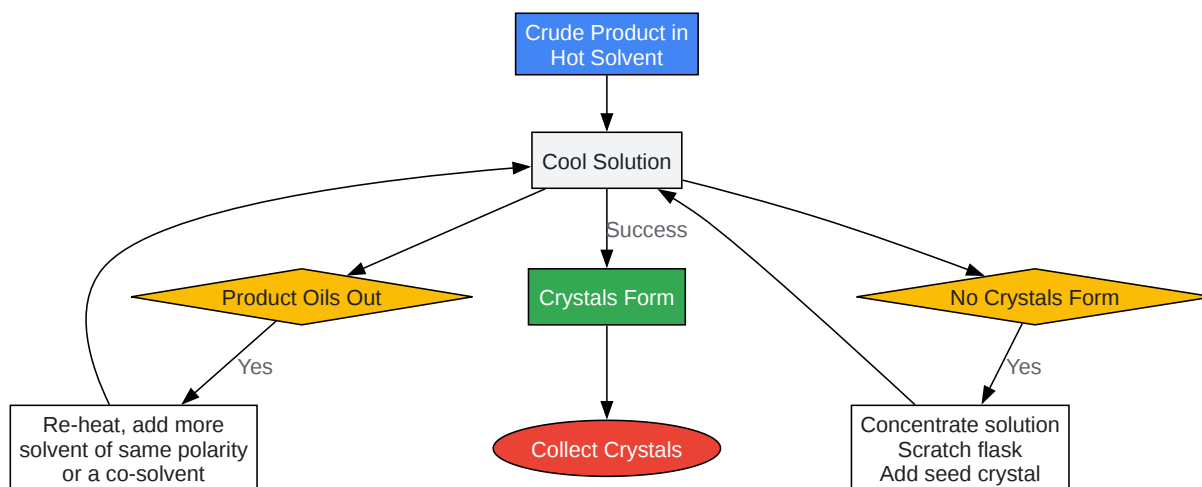 Crude Product in
Hot Solvent
Cool Solution
Success
Product Oils Out
Crystals Form
No Crystals Form
Yes
Yes
Re-heat, add more
solvent of same polarity
or a co-solvent
Collect Crystals
Concentrate solution
Scratch flask
Add seed crystal